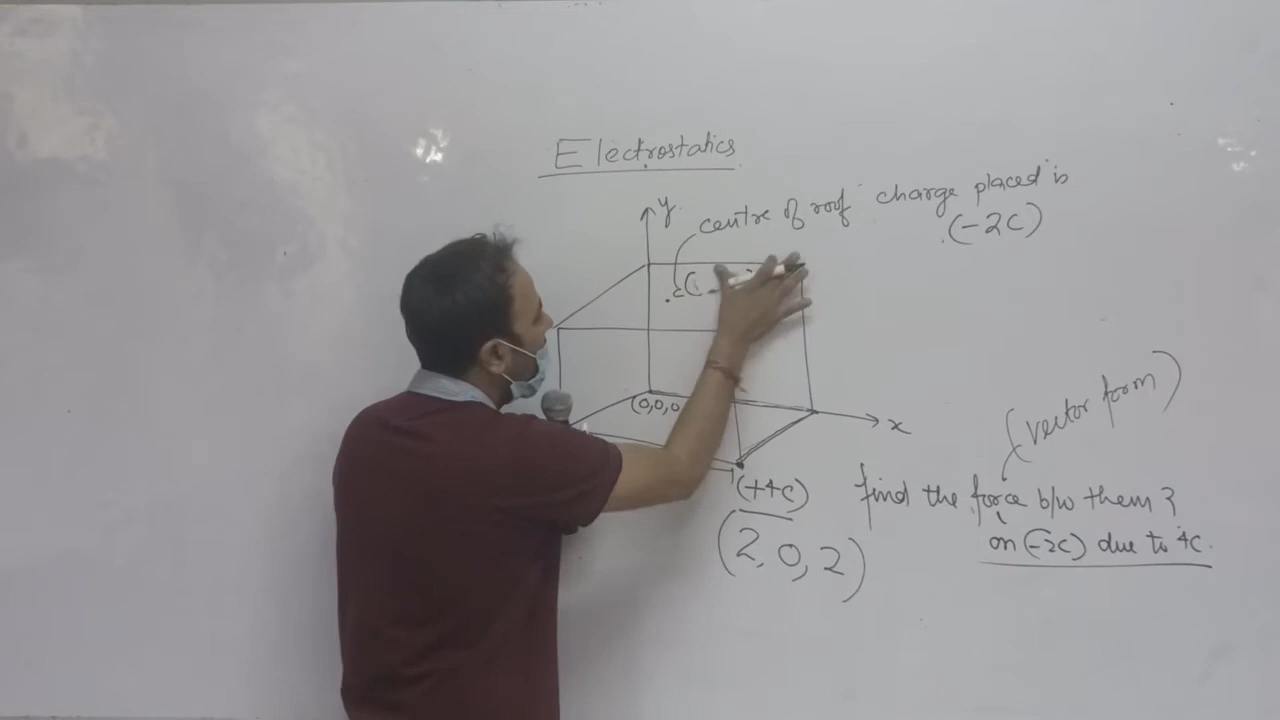 Electrostatics
y
centre of roof charge placed is
(-2C)
(0,0,0
x
(vector form)
(+4C)
find the force b/w them ?
on (-2C) due to 4C.
(2,0,2)